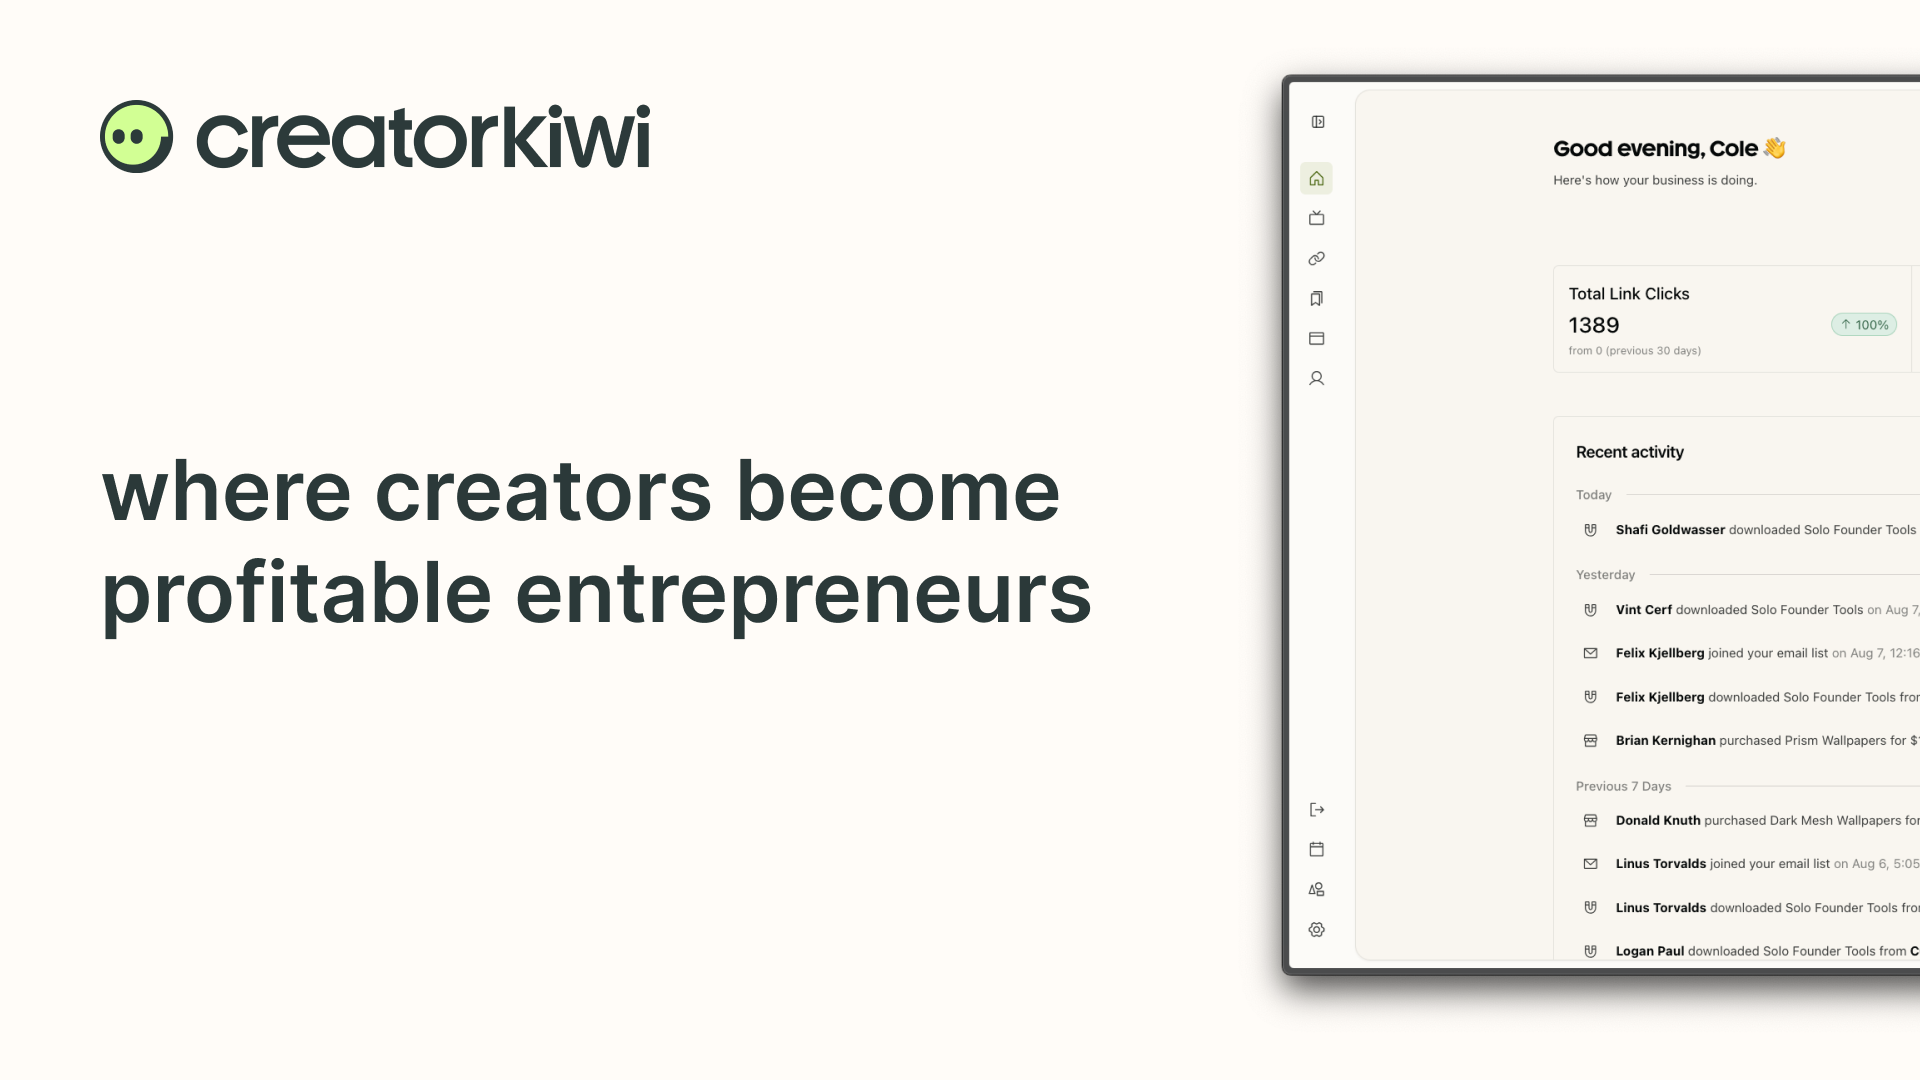 creatorkiwi
where creators become
profitable entrepreneurs
Good evening, Cole 👋
Here's how your business is doing.
Total Link Clicks
1389
↑ 100%
from 0 (previous 30 days)
Recent activity
Today
Shafi Goldwasser downloaded Solo Founder Tools
Yesterday
Vint Cerf downloaded Solo Founder Tools on Aug 7,
Felix Kjellberg joined your email list on Aug 7, 12:16
Felix Kjellberg downloaded Solo Founder Tools
Brian Kernighan purchased Prism Wallpapers for
Previous 7 Days
Donald Knuth purchased Dark Mesh Wallpapers for
Linus Torvalds joined your email list on Aug 6, 5:05
Linus Torvalds downloaded Solo Founder Tools
Logan Paul downloaded Solo Founder Tools from